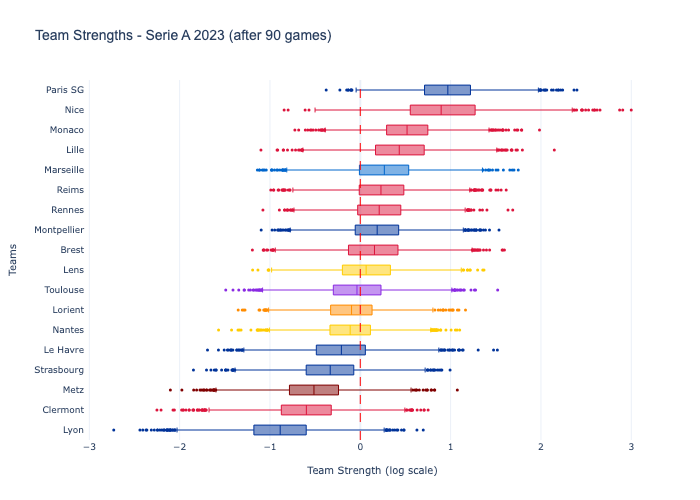 Team Strengths - Serie A 2023 (after 90 games)
Teams
Paris SG
Nice
Monaco
Lille
Marseille
Reims
Rennes
Montpellier
Brest
Lens
Toulouse
Lorient
Nantes
Le Havre
Strasbourg
Metz
Clermont
Lyon
−3 −2 −1 0 1 2 3
Team Strength (log scale)